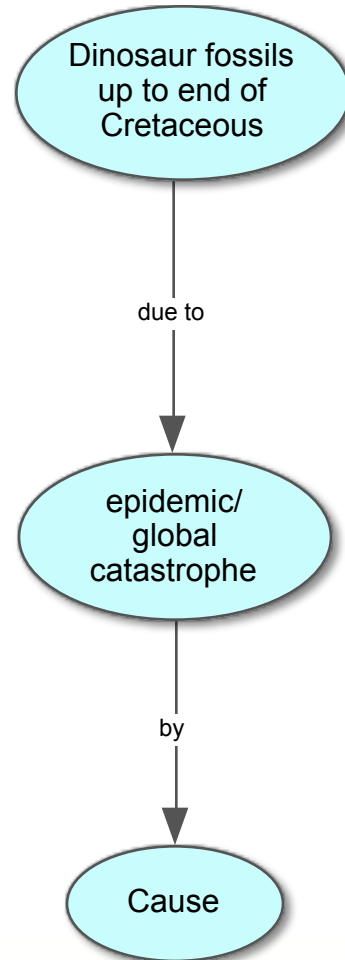 Dinosaur fossils
up to end of
Cretaceous
due to
epidemic/
global
catastrophe
by
Cause